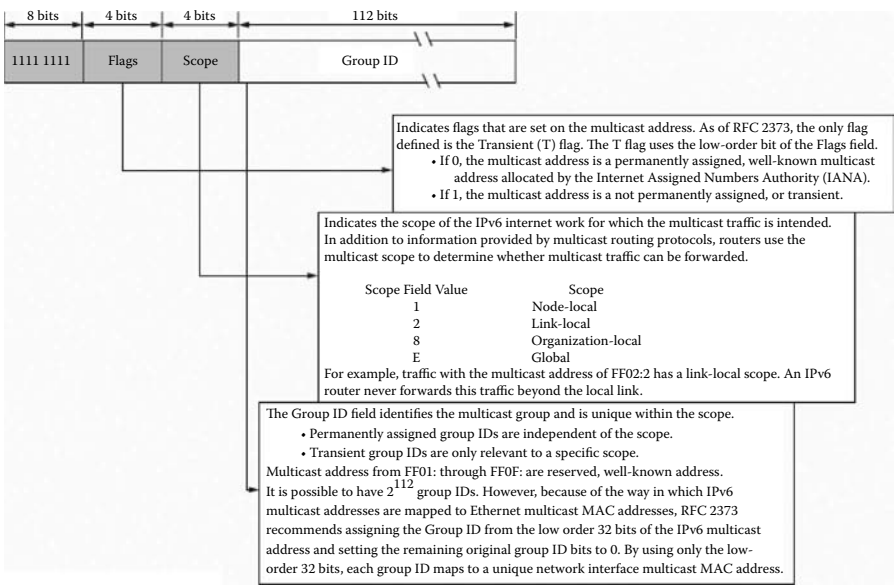 8 bits 4 bits 4 bits 112 bits
1111 1111 Flags Scope Group ID
Indicates flags that are set on the multicast address. As of RFC 2373, the only flag
defined is the Transient (T) flag. The T flag uses the low-order bit of the Flags field.
• If 0, the multicast address is a permanently assigned, well-known multicast
address allocated by the Internet Assigned Numbers Authority (IANA).
• If 1, the multicast address is a not permanently assigned, or transient.
Indicates the scope of the IPv6 internet work for which the multicast traffic is intended.
In addition to information provided by multicast routing protocols, routers use the
multicast scope to determine whether multicast traffic can be forwarded.
Scope Field Value Scope
1 Node-local
2 Link-local
8 Organization-local
E Global
For example, traffic with the multicast address of FF02:2 has a link-local scope. An IPv6
router never forwards this traffic beyond the local link.
The Group ID field identifies the multicast group and is unique within the scope.
• Permanently assigned group IDs are independent of the scope.
• Transient group IDs are only relevant to a specific scope.
Multicast address from FF01: through FF0F: are reserved, well-known address.
It is possible to have 2^112 group IDs. However, because of the way in which IPv6
multicast addresses are mapped to Ethernet multicast MAC addresses, RFC 2373
recommends assigning the Group ID from the low order 32 bits of the IPv6 multicast
address and setting the remaining original group ID bits to 0. By using only the low-
order 32 bits, each group ID maps to a unique network interface multicast MAC address.